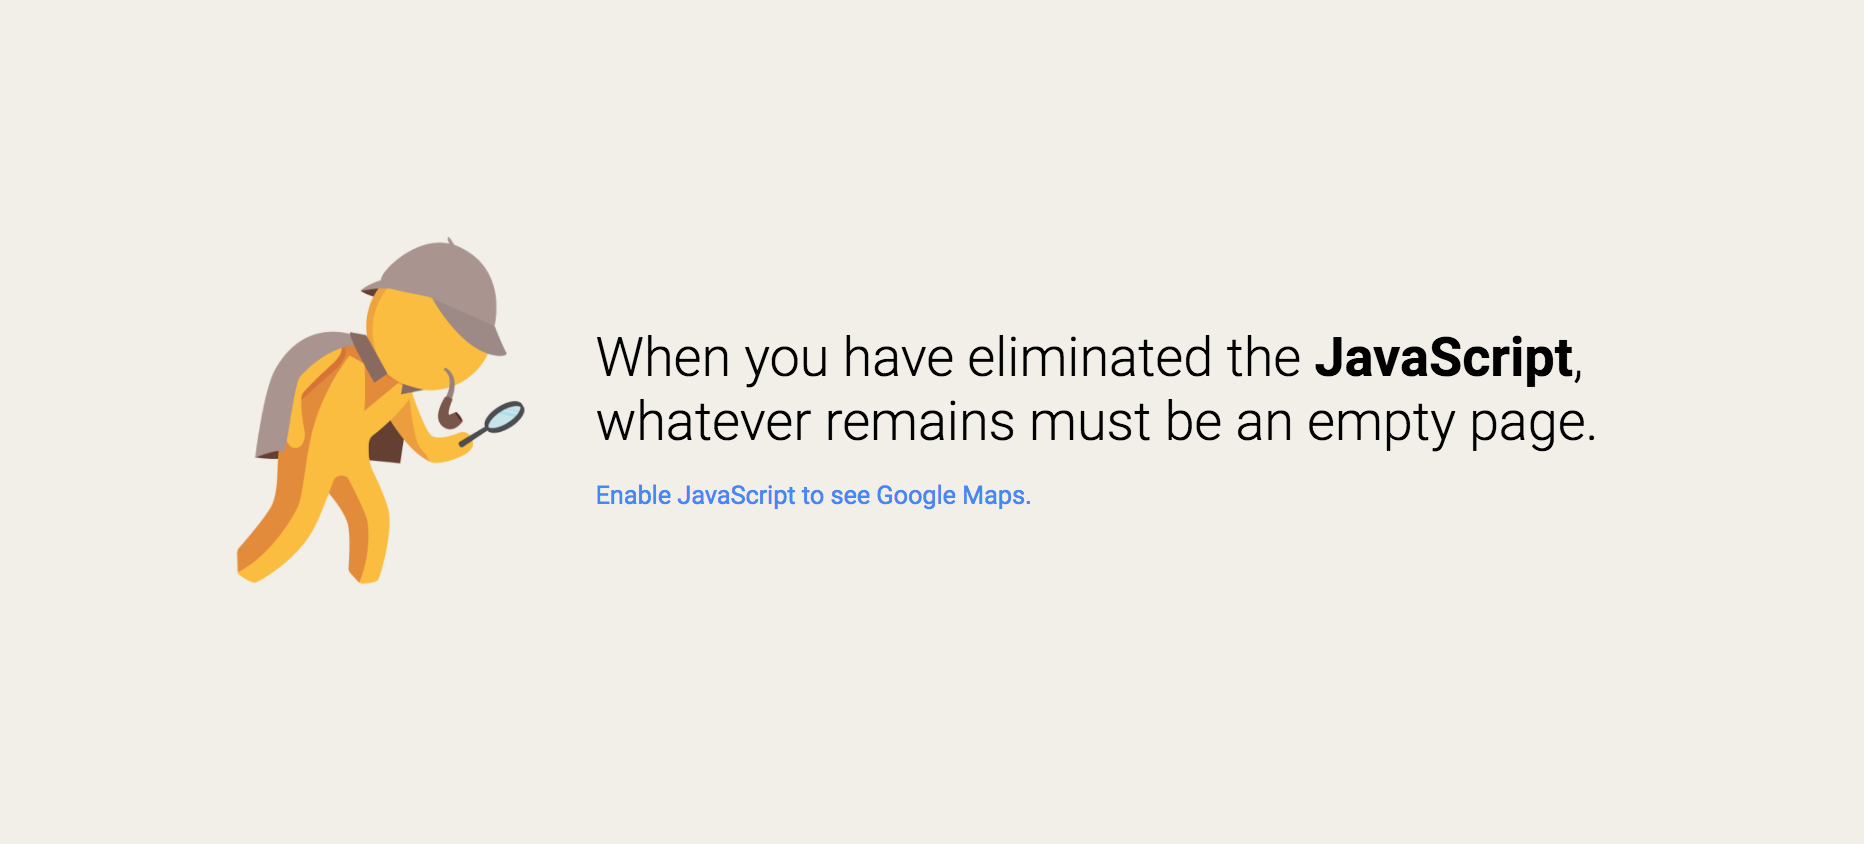 When you have eliminated the JavaScript,
whatever remains must be an empty page.
Enable JavaScript to see Google Maps.